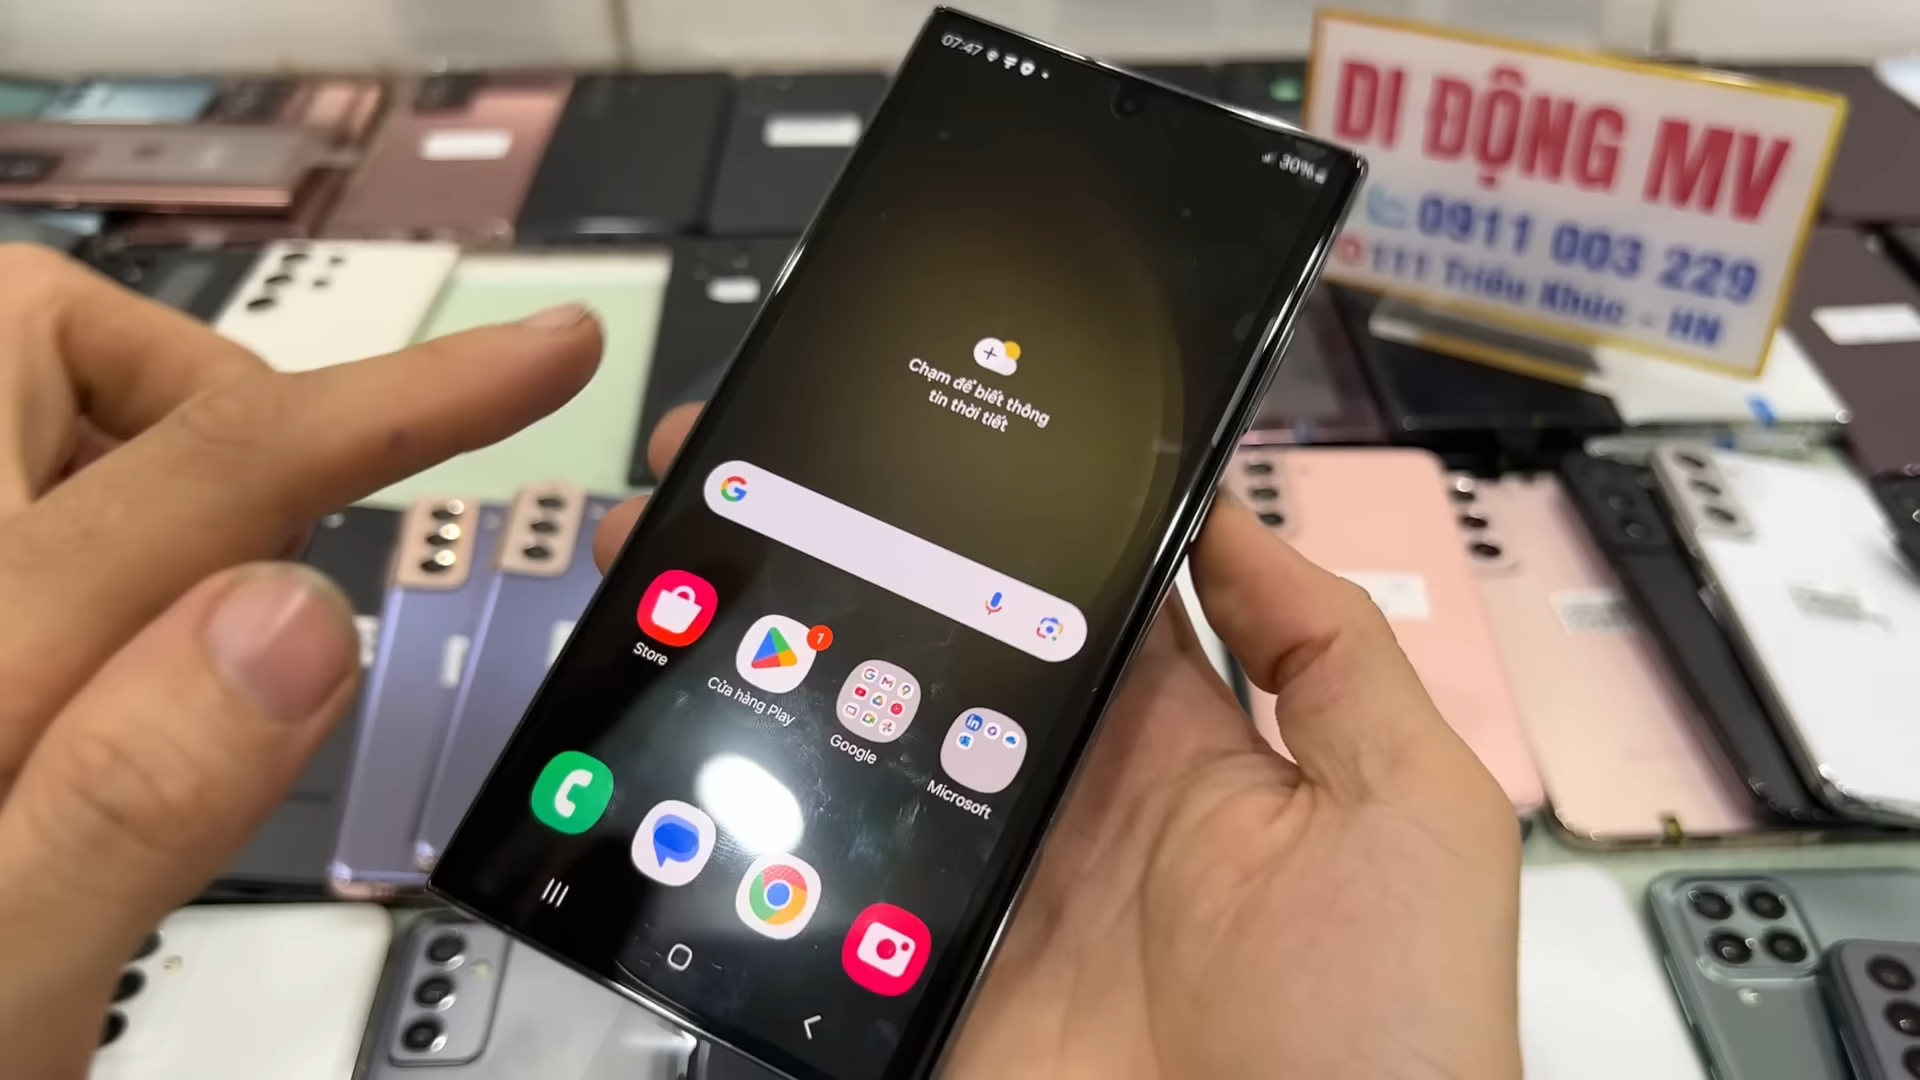 07:47
30%
DI ĐỘNG MV
0911 003 229
111 Triều Khúc - HN
Chạm để biết thông
tin thời tiết
Store
1
Cửa hàng Play
Google
Microsoft